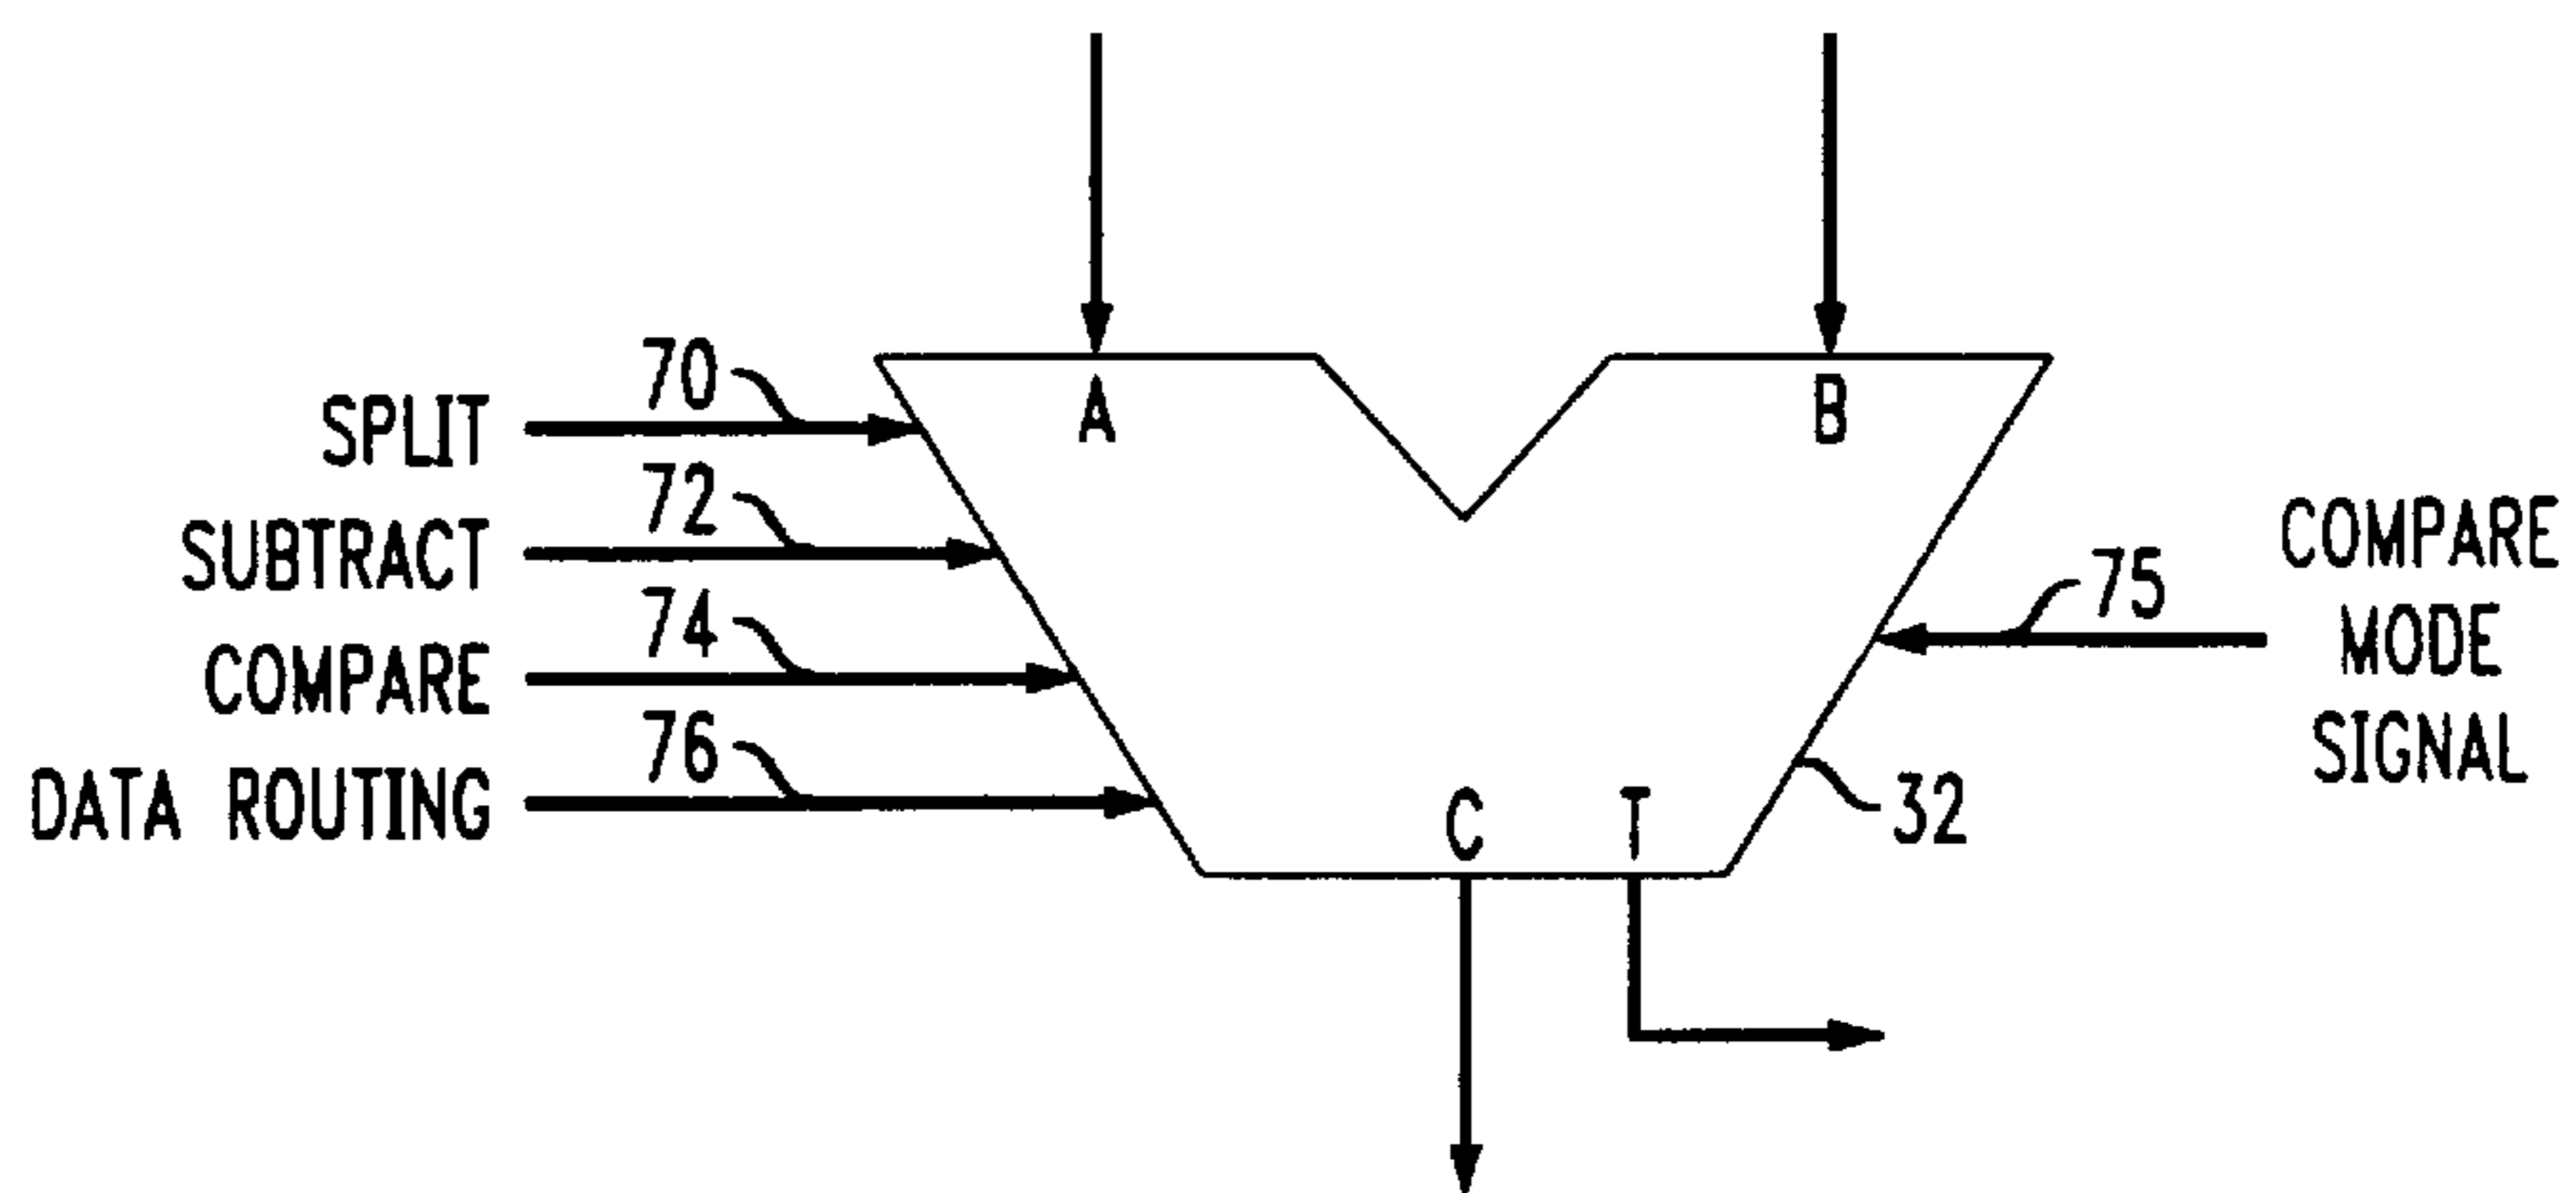 A
B
70
SPLIT
72
SUBTRACT
74
COMPARE
76
DATA ROUTING
COMPARE
MODE
SIGNAL
75
32
C
T